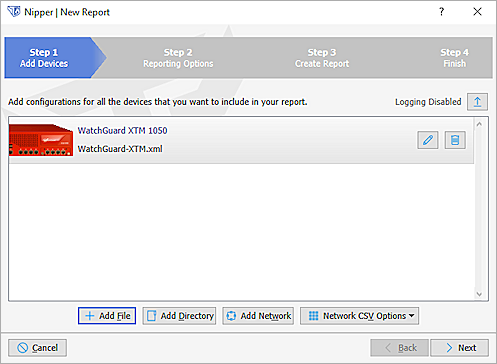 Nipper | New Report
?
Step 1
Add Devices
Step 2
Reporting Options
Step 3
Create Report
Step 4
Finish
Add configurations for all the devices that you want to include in your report.
Logging Disabled
WatchGuard XTM 1050
WatchGuard-XTM.xml
Add File
Add Directory
Add Network
Network CSV Options
Cancel
< Back
> Next